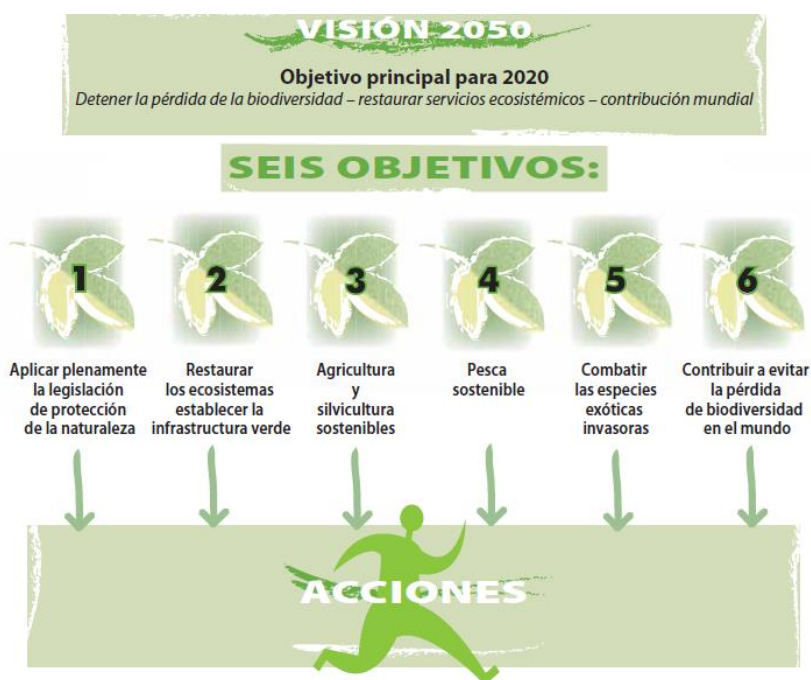 VISIÓN 2050
Objetivo principal para 2020
Detener la pérdida de la biodiversidad – restaurar servicios ecosistémicos – contribución mundial
SEIS OBJETIVOS:
1
Aplicar plenamente
la legislación
de protección
de la naturaleza
2
Restaurar
los ecosistemas
establecer la
infrastructura verde
3
Agricultura
y
silvicultura
sostenibles
4
Pesca
sostenible
5
Combatir
las especies
exóticas
invasoras
6
Contribuir a evitar
la pérdida
de biodiversidad
en el mundo
ACCIONES